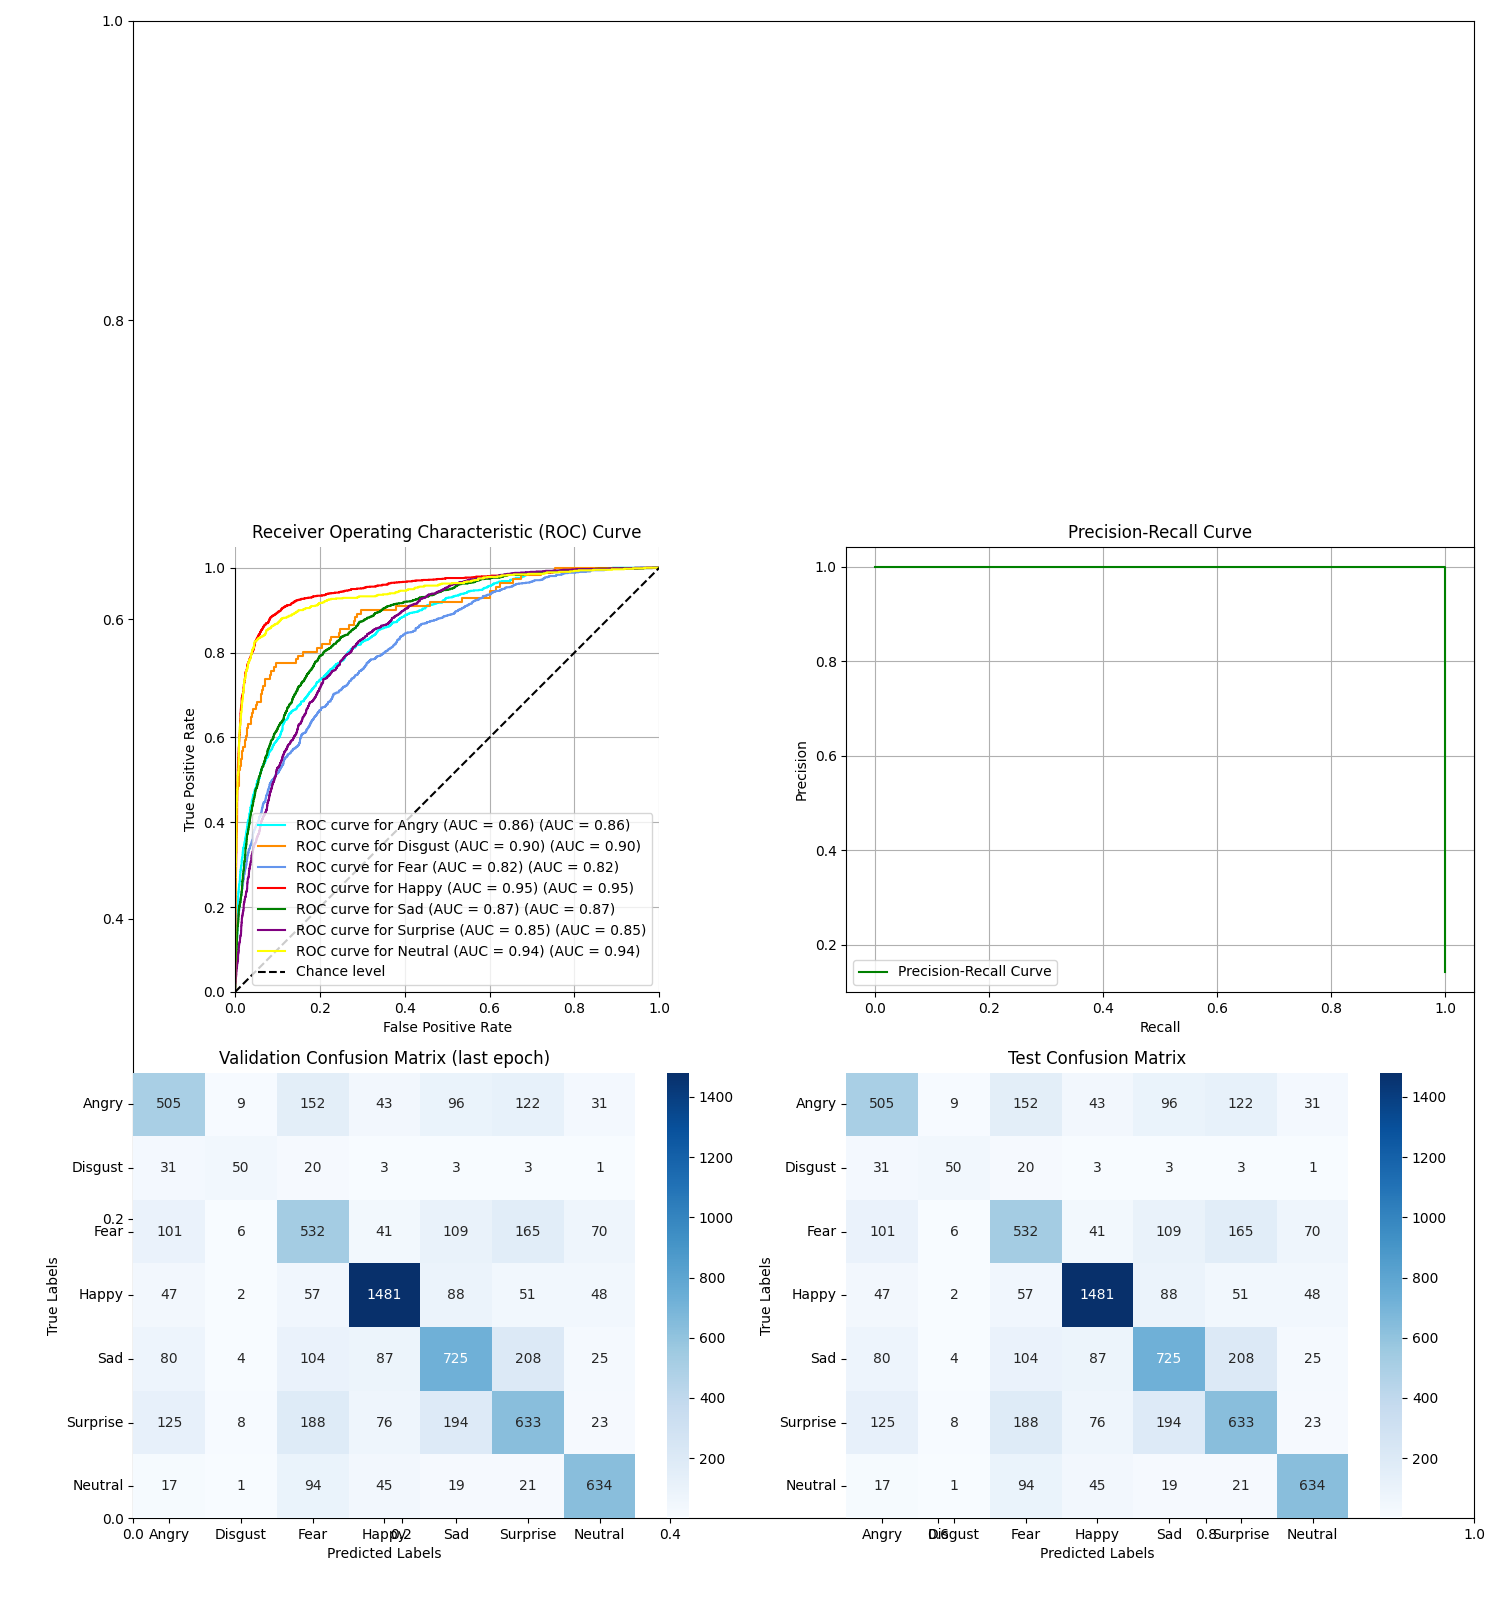 1.0
0.8
0.6
0.4
0.2
0.0
0.0
0.2
0.4
0.6
0.8
1.0
Receiver Operating Characteristic (ROC) Curve
1.0
0.8
0.6
0.4
0.2
0.0
True Positive Rate
ROC curve for Angry (AUC = 0.86) (AUC = 0.86)
ROC curve for Disgust (AUC = 0.90) (AUC = 0.90)
ROC curve for Fear (AUC = 0.82) (AUC = 0.82)
ROC curve for Happy (AUC = 0.95) (AUC = 0.95)
ROC curve for Sad (AUC = 0.87) (AUC = 0.87)
ROC curve for Surprise (AUC = 0.85) (AUC = 0.85)
ROC curve for Neutral (AUC = 0.94) (AUC = 0.94)
Chance level
0.0 0.2 0.4 0.6 0.8 1.0
False Positive Rate
Precision-Recall Curve
1.0
0.8
0.6
0.4
0.2
Precision
Precision-Recall Curve
0.0 0.2 0.4 0.6 0.8 1.0
Recall
Validation Confusion Matrix (last epoch)
True Labels
Angry 505 9 152 43 96 122 31
Disgust 31 50 20 3 3 3 1
Fear 101 6 532 41 109 165 70
Happy 47 2 57 1481 88 51 48
Sad 80 4 104 87 725 208 25
Surprise 125 8 188 76 194 633 23
Neutral 17 1 94 45 19 21 634
Angry Disgust Fear Happy Sad Surprise Neutral
Predicted Labels
1400
1200
1000
800
600
400
200
Test Confusion Matrix
True Labels
Angry 505 9 152 43 96 122 31
Disgust 31 50 20 3 3 3 1
Fear 101 6 532 41 109 165 70
Happy 47 2 57 1481 88 51 48
Sad 80 4 104 87 725 208 25
Surprise 125 8 188 76 194 633 23
Neutral 17 1 94 45 19 21 634
Angry Disgust Fear Happy Sad Surprise Neutral
Predicted Labels
1400
1200
1000
800
600
400
200